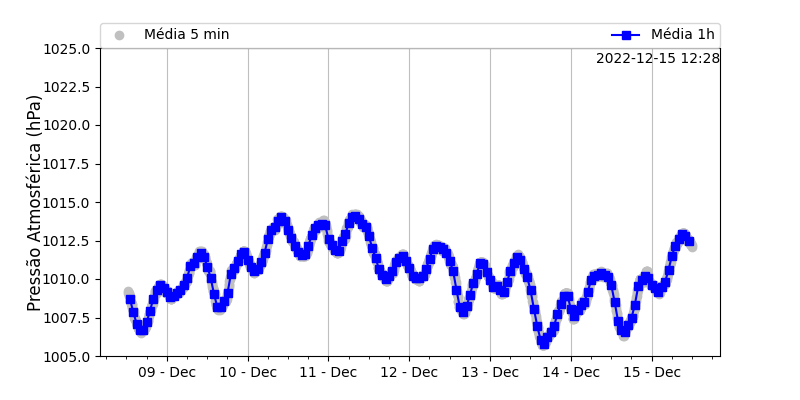 Média 5 min
Média 1h
2022-12-15 12:28
Pressão Atmosférica (hPa)
1025.0
1022.5
1020.0
1017.5
1015.0
1012.5
1010.0
1007.5
1005.0
09 - Dec
10 - Dec
11 - Dec
12 - Dec
13 - Dec
14 - Dec
15 - Dec